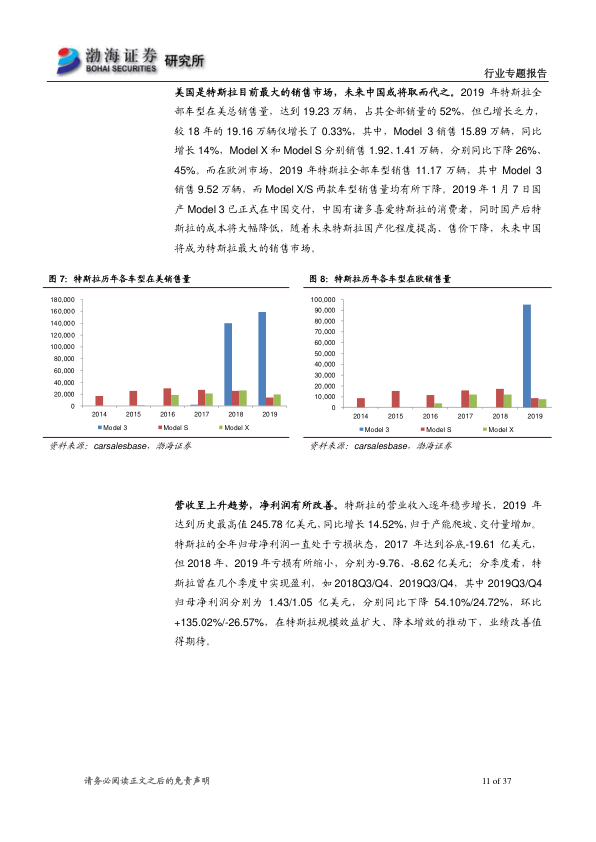 渤海证券 研究所
BOHAI SECURITIES
行业专题报告
美国是特斯拉目前最大的销售市场，未来中国或将取而代之。2019 年特斯拉全
部车型在美总销售量，达到 19.23 万辆，占其全部销量的 52%，但已增长乏力，
较 18 年的 19.16 万辆仅增长了 0.33%，其中，Model 3 销售 15.89 万辆，同比
增长 14%，Model X 和 Model S 分别销售 1.92、1.41 万辆，分别同比下降 26%、
45%。而在欧洲市场，2019 年特斯拉全部车型销售 11.17 万辆，其中 Model 3
销售 9.52 万辆，而 Model X/S 两款车型销售量均有所下降。2019 年 1 月 7 日国
产 Model 3 已正式在中国交付，中国有诸多喜爱特斯拉的消费者，同时国产后特
斯拉的成本将大幅降低，随着未来特斯拉国产化程度提高、售价下降，未来中国
将成为特斯拉最大的销售市场。
图 7：特斯拉历年各车型在美销售量
180,000
160,000
140,000
120,000
100,000
80,000
60,000
40,000
20,000
0
2014 2015 2016 2017 2018 2019
Model 3 Model S Model X
资料来源：carsalesbase，渤海证券
图 8：特斯拉历年各车型在欧销售量
100,000
90,000
80,000
70,000
60,000
50,000
40,000
30,000
20,000
10,000
0
2014 2015 2016 2017 2018 2019
Model 3 Model S Model X
资料来源：carsalesbase，渤海证券
营收呈上升趋势，净利润有所改善。特斯拉的营业收入逐年稳步增长，2019 年
达到历史最高值 245.78 亿美元，同比增长 14.52%，归于产能爬坡、交付量增加。
特斯拉的全年归母净利润一直处于亏损状态，2017 年达到谷底-19.61 亿美元，
但 2018 年、2019 年亏损有所缩小，分别为-9.76、-8.62 亿美元；分季度看，特
斯拉曾在几个季度中实现盈利，如 2018Q3/Q4、2019Q3/Q4，其中 2019Q3/Q4
归母净利润分别为 1.43/1.05 亿美元，分别同比下降 54.10%/24.72%，环比
+135.02%/-26.57%，在特斯拉规模效益扩大、降本增效的推动下，业绩改善值
得期待。
请务必阅读正文之后的免责声明
11 of 37